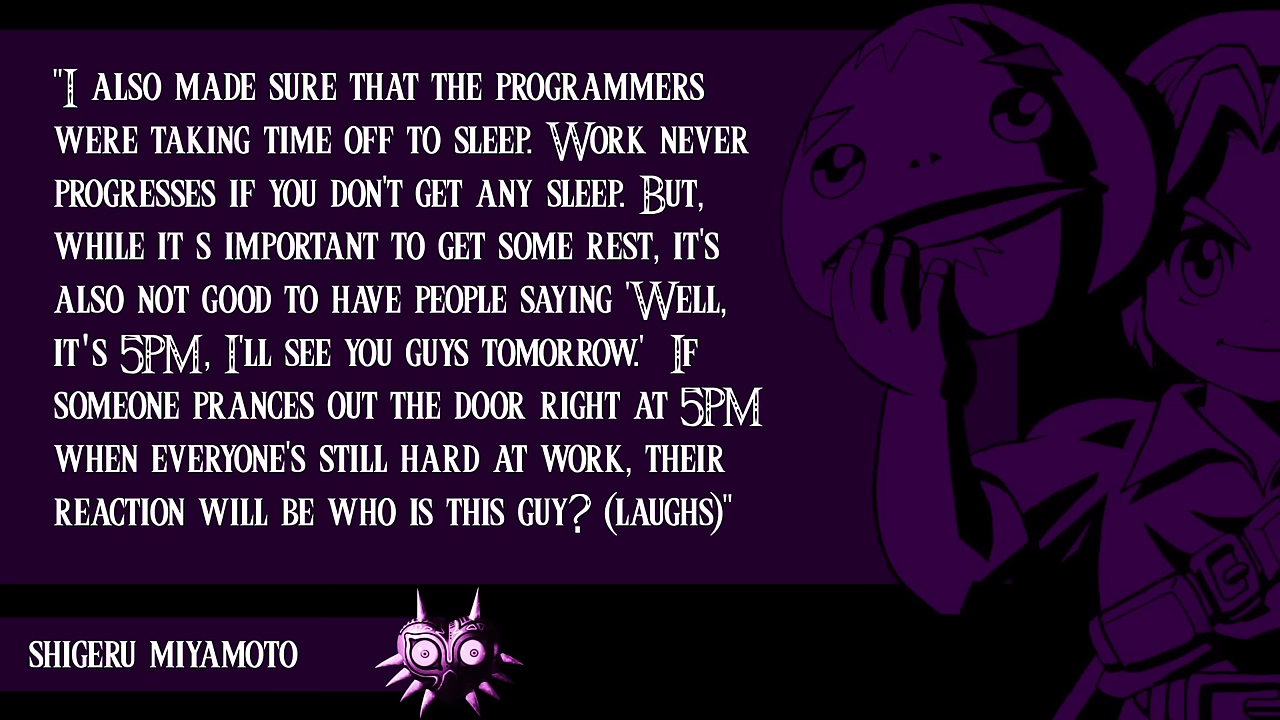 "I also made sure that the programmers
were taking time off to sleep. Work never
progresses if you don't get any sleep. But,
while it s important to get some rest, it's
also not good to have people saying 'Well,
it's 5PM, I'll see you guys tomorrow.' If
someone prances out the door right at 5PM
when everyone's still hard at work, their
reaction will be who is this guy? (laughs)"
Shigeru Miyamoto